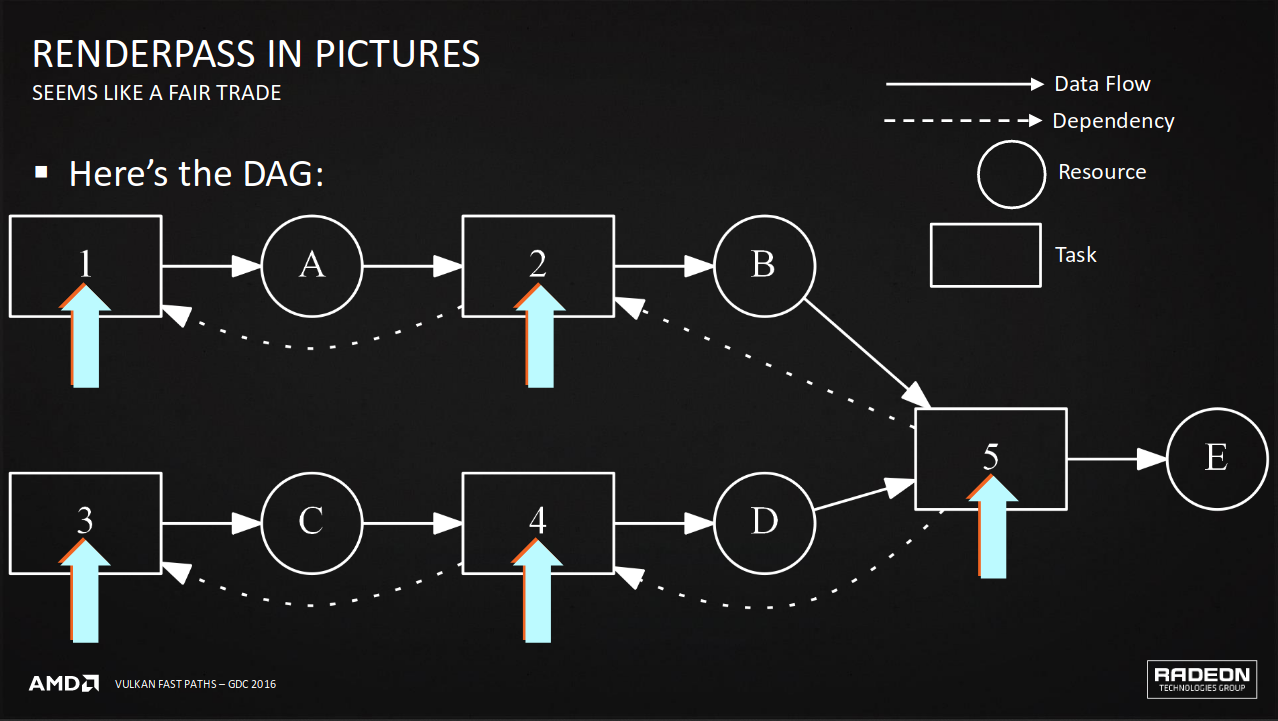 RENDERPASS IN PICTURES
SEEMS LIKE A FAIR TRADE
Data Flow
Dependency
Resource
Task
▪ Here’s the DAG:
1
A
2
B
5
E
3
C
4
D
AMD
VULKAN FAST PATHS – GDC 2016
RADEON
TECHNOLOGIES GROUP